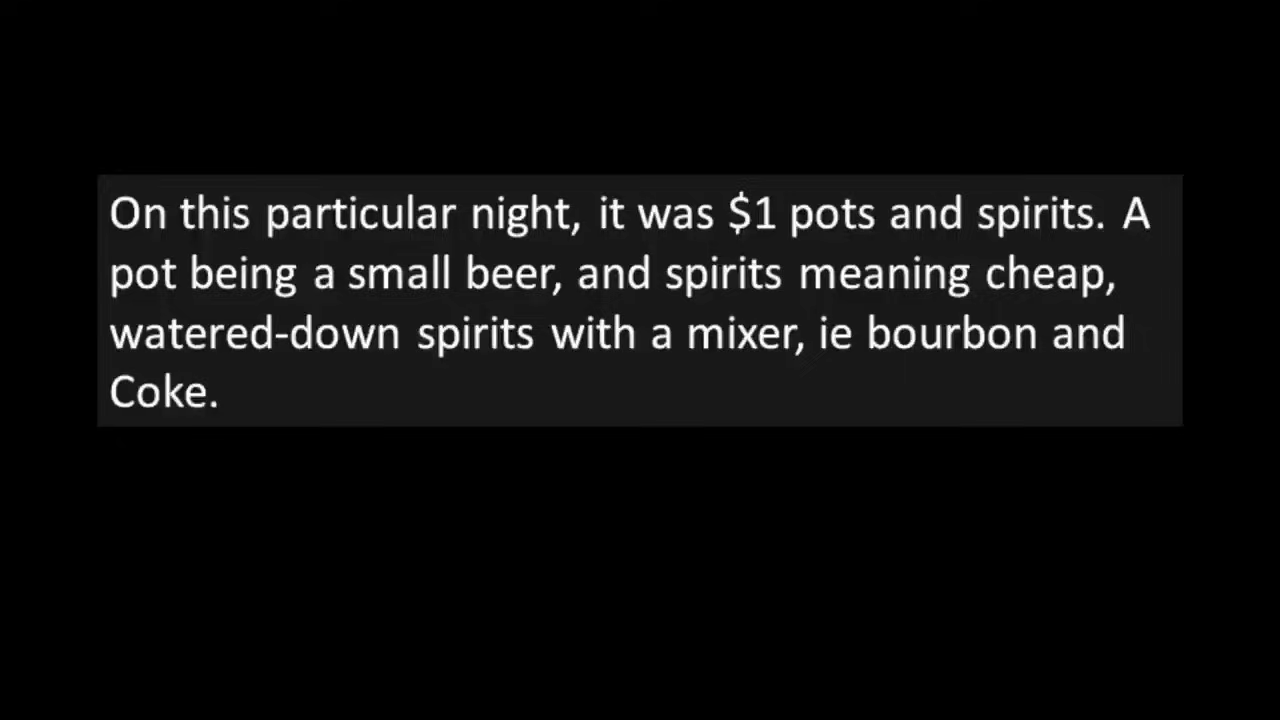 On this particular night, it was $1 pots and spirits. A
pot being a small beer, and spirits meaning cheap,
watered-down spirits with a mixer, ie bourbon and
Coke.